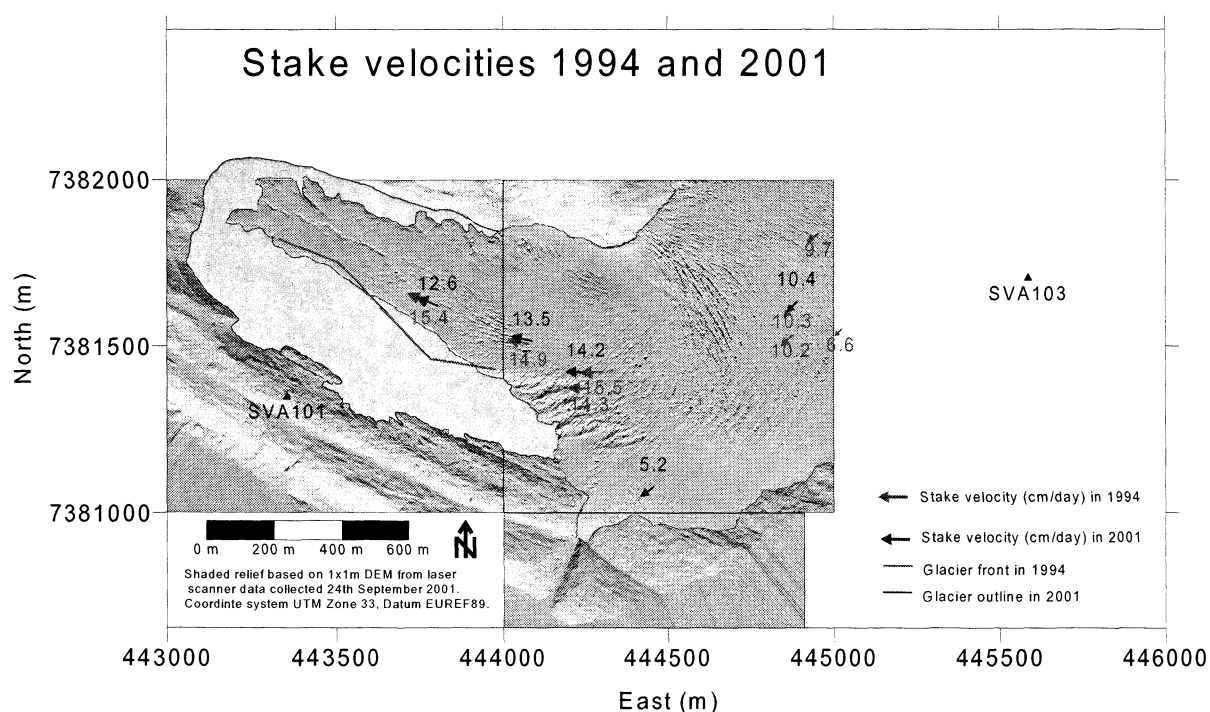 Stake velocities 1994 and 2001
7382000
7381500
7381000
North (m)
9.7
12.6
10.4
SVA103
15.4
13.5
10.3
14.9
14.2
10.2
6.6
15.5
14.3
SVA101
5.2
Stake velocity (cm/day) in 1994
Stake velocity (cm/day) in 2001
Glacier front in 1994
Glacier outline in 2001
0 m 200 m 400 m 600 m
N
Shaded relief based on 1x1m DEM from laser
scanner data collected 24th September 2001.
Coordinte system UTM Zone 33, Datum EUREF89.
443000 443500 444000 444500 445000 445500 446000
East (m)